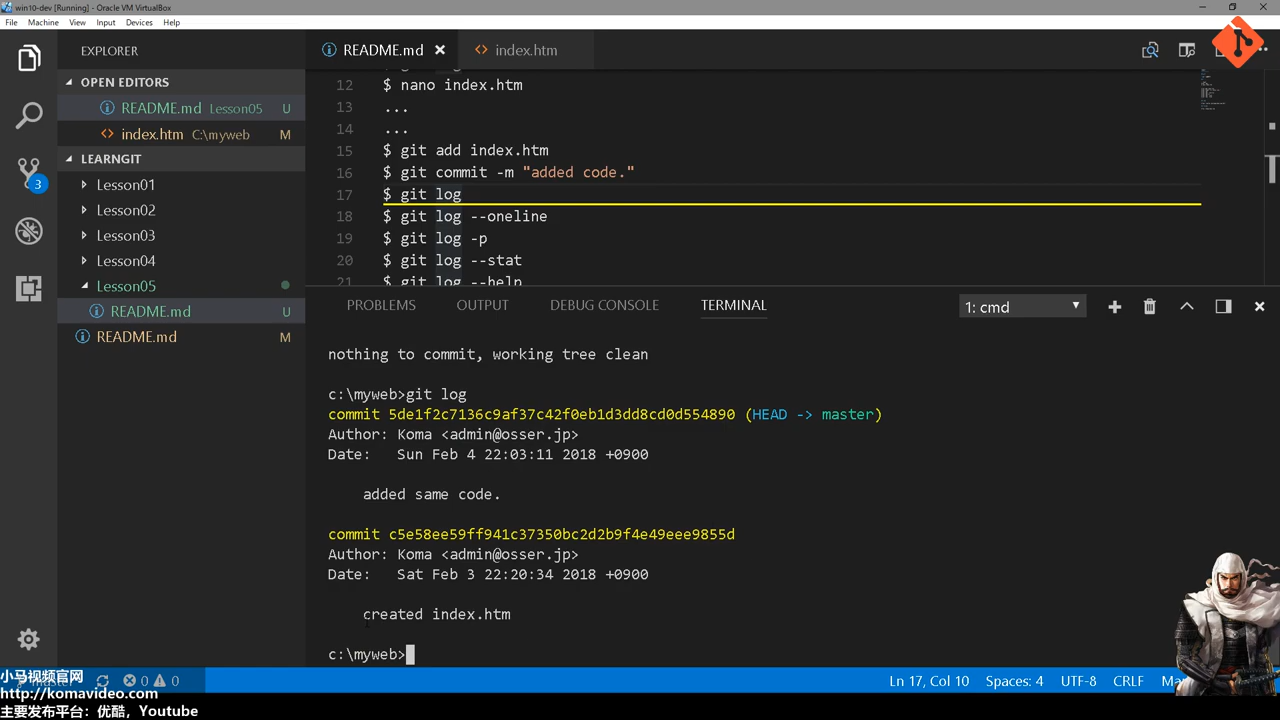 win10-dev [Running] - Oracle VM VirtualBox
File Machine View Input Devices Help
EXPLORER
OPEN EDITORS
README.md Lesson05 U
index.htm C:\myweb M
LEARNGIT
Lesson01
Lesson02
Lesson03
Lesson04
Lesson05
README.md U
README.md M
3
README.md
index.htm
12 $ nano index.htm
13 ...
14 ...
15 $ git add index.htm
16 $ git commit -m "added code."
17 $ git log
18 $ git log --oneline
19 $ git log -p
20 $ git log --stat
21 $ git log --help
PROBLEMS OUTPUT DEBUG CONSOLE TERMINAL 1: cmd
nothing to commit, working tree clean
c:\myweb>git log
commit 5de1f2c7136c9af37c42f0eb1d3dd8cd0d554890 (HEAD -> master)
Author: Koma <admin@osser.jp>
Date: Sun Feb 4 22:03:11 2018 +0900
added same code.
commit c5e58ee59ff941c37350bc2d2b9f4e49eee9855d
Author: Koma <admin@osser.jp>
Date: Sat Feb 3 22:20:34 2018 +0900
created index.htm
c:\myweb>
小马视频官网
http://komavideo.com
主要发布平台：优酷，Youtube
0 0
Ln 17, Col 10 Spaces: 4 UTF-8 CRLF